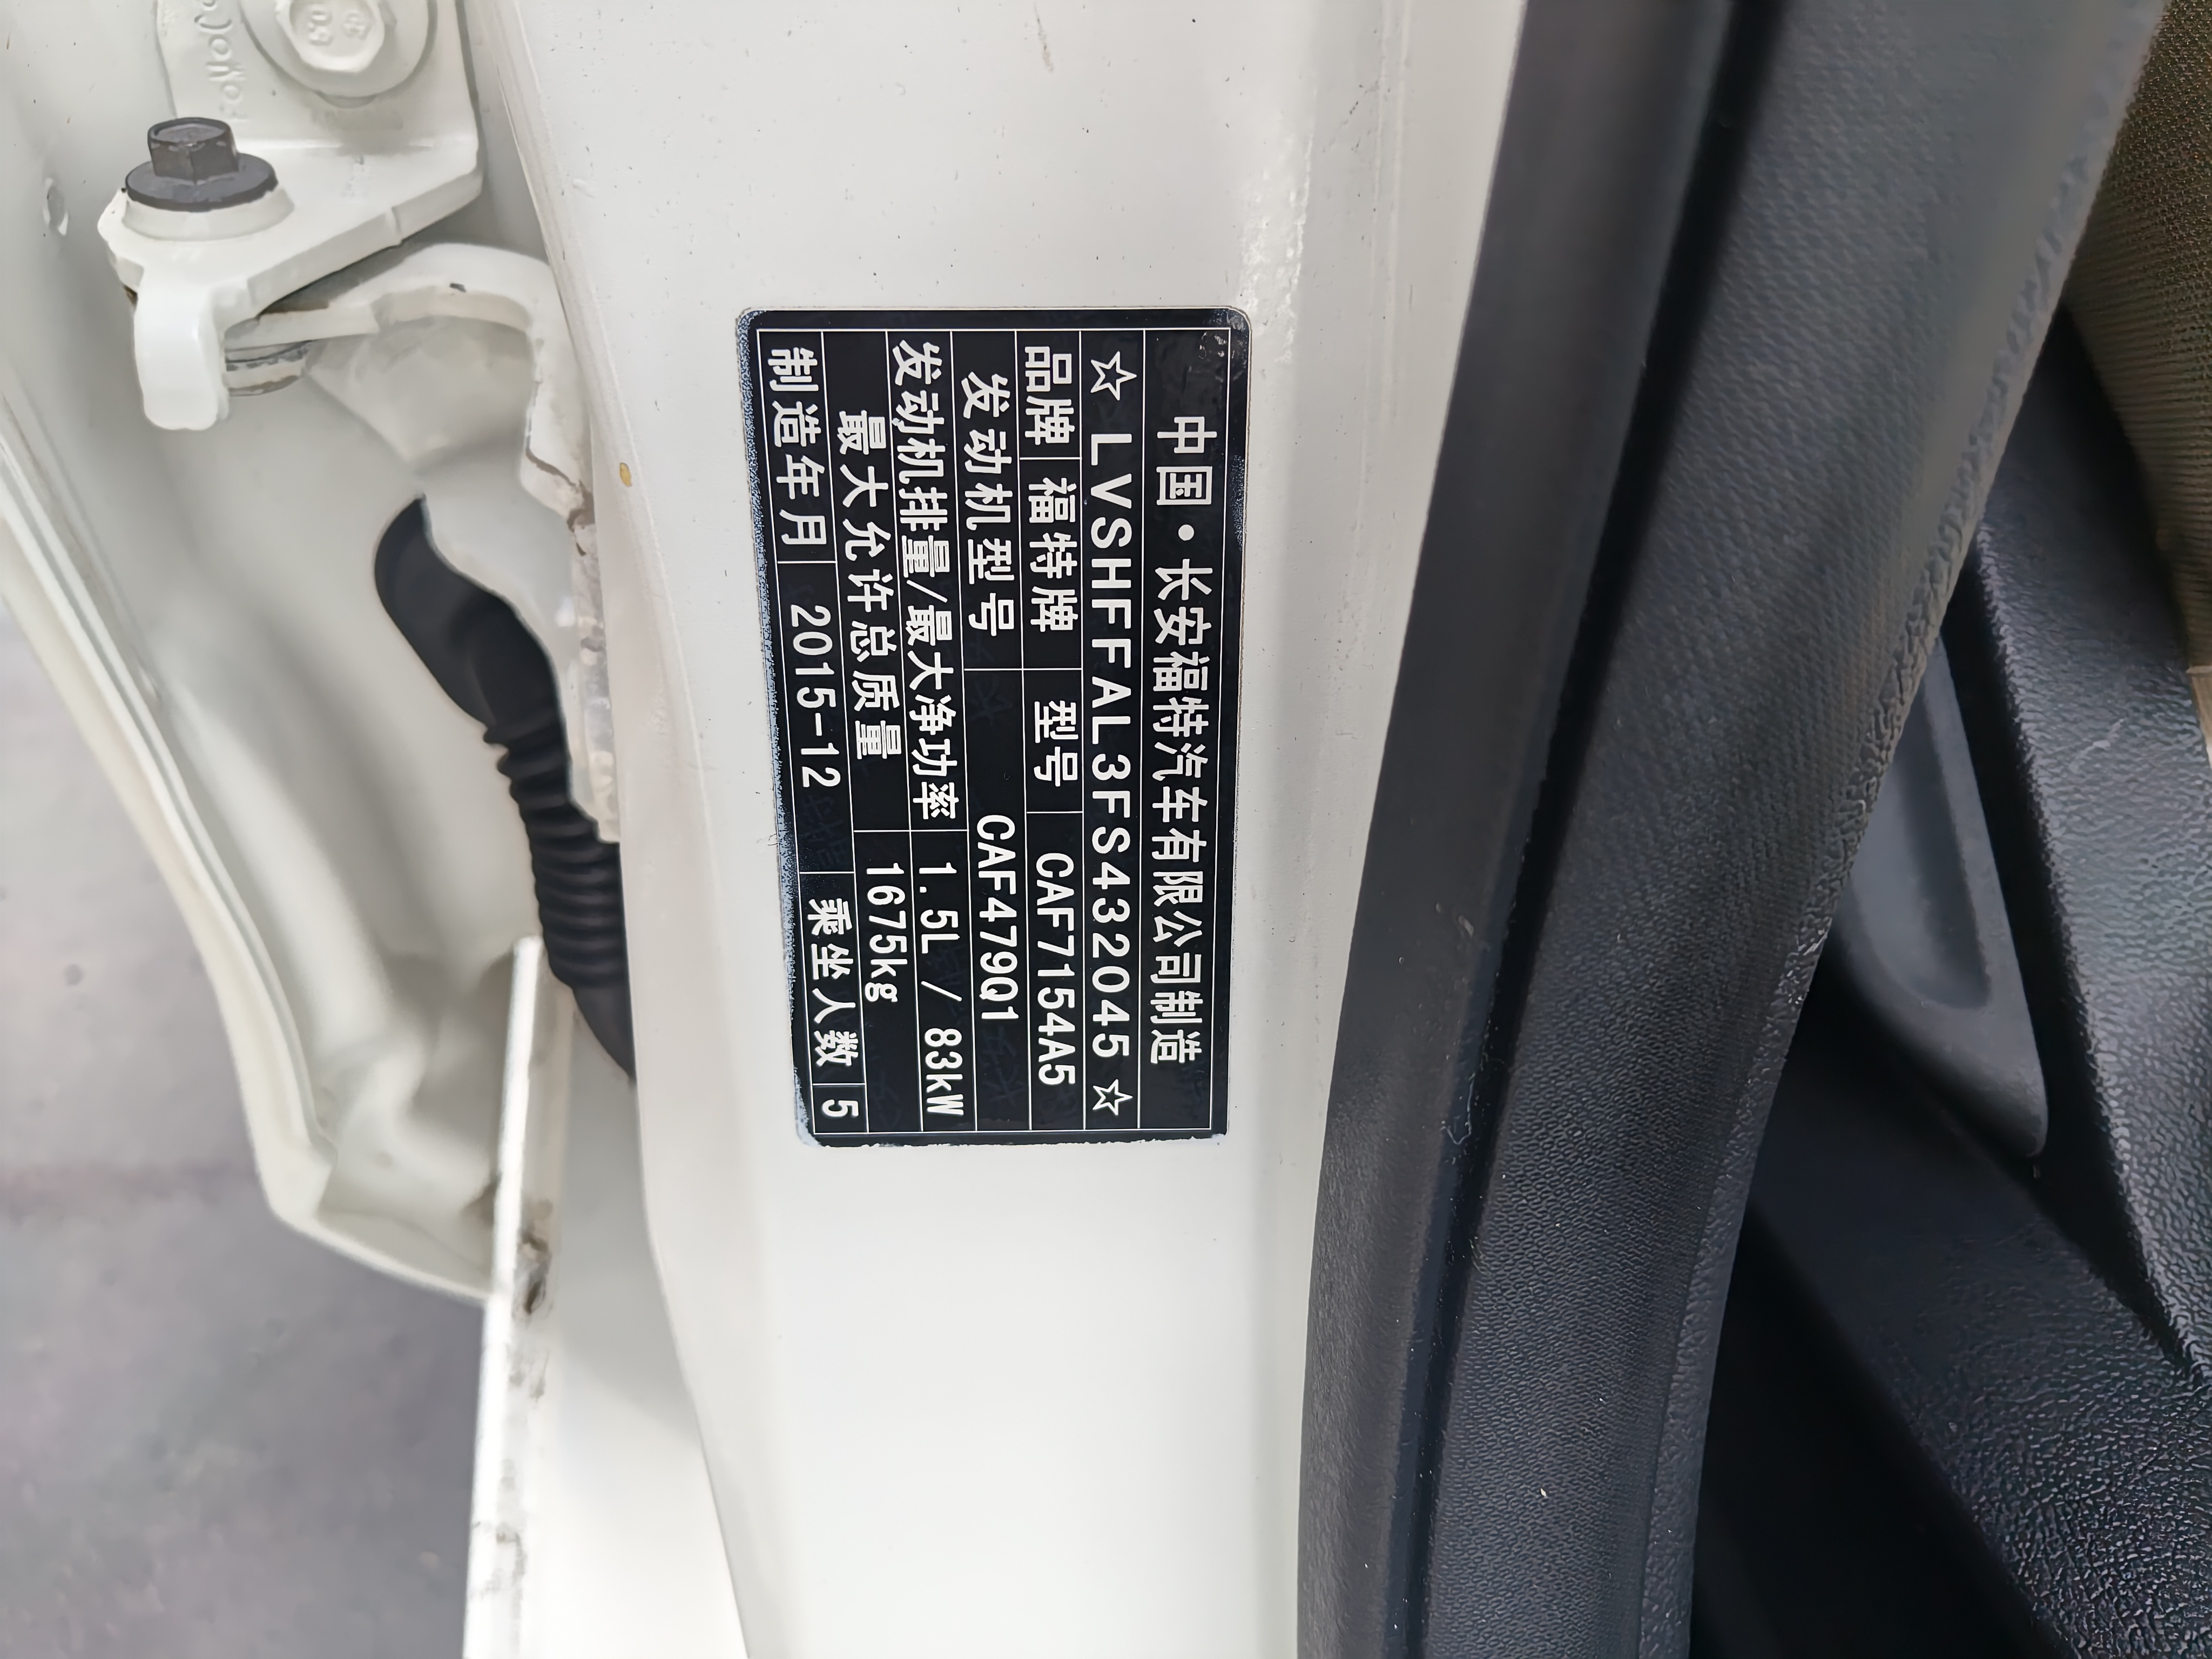 中国·长安福特汽车有限公司制造
☆ LVSHFFAL3FS432045 ☆
品牌 福特牌 型号 CAF7154A5
发动机型号 CAF479Q1
发动机排量/最大净功率 1.5L / 83kW
最大允许总质量 1675kg
制造年月 2015-12 乘坐人数 5